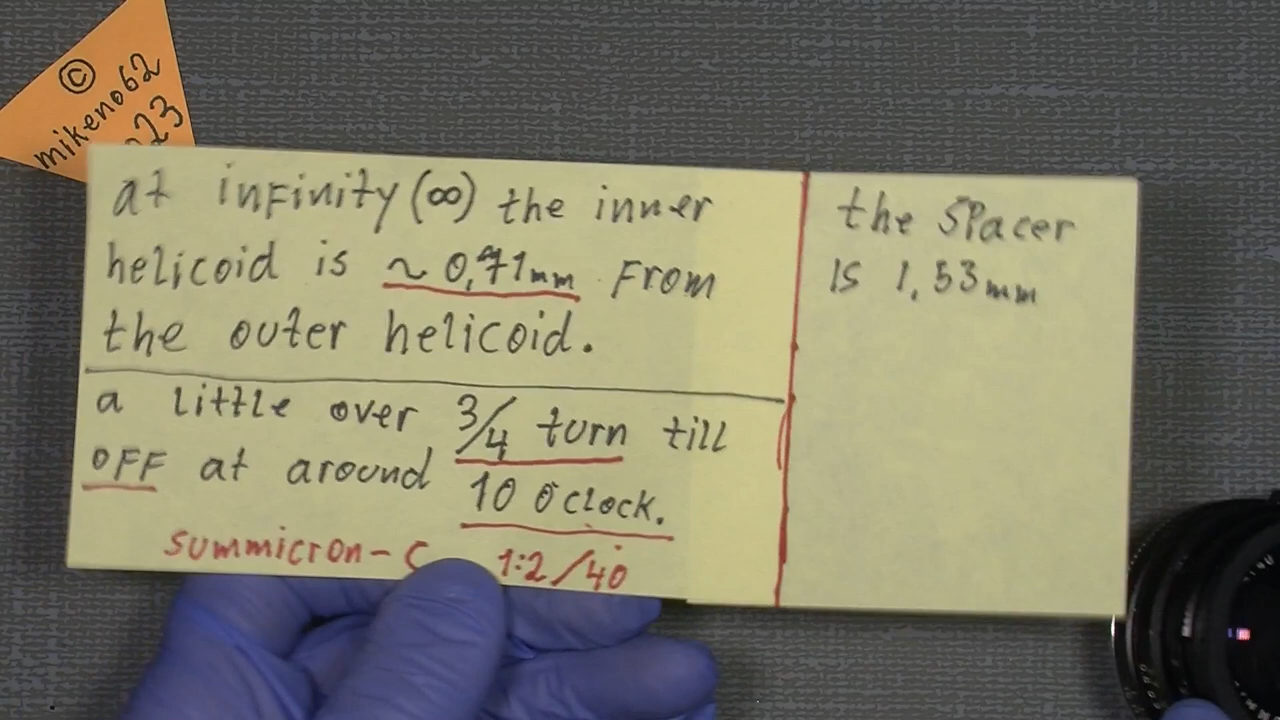 ©
mikeno62
23
at infinity (∞) the inner
helicoid is ~ 0,71mm From
the outer helicoid.
a little over 3/4 turn till
OFF at around
10 o'clock.
summicron-C 1:2/40
the Spacer
is 1,53mm